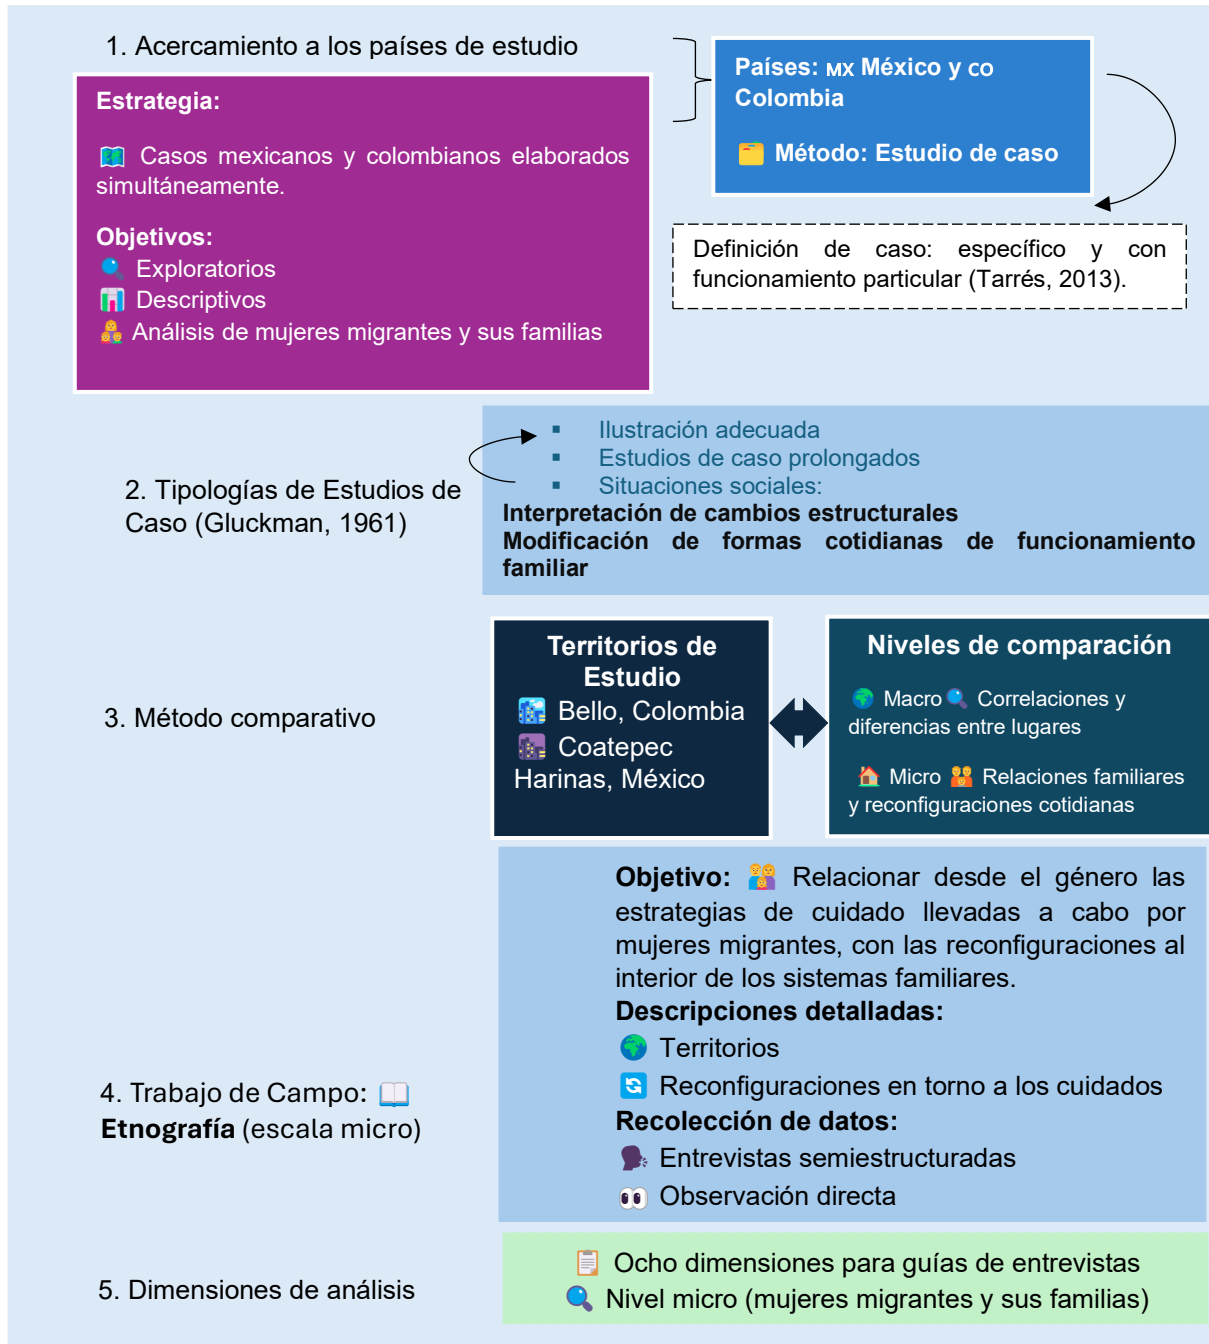 1. Acercamiento a los países de estudio
Estrategia:
Casos mexicanos y colombianos elaborados
simultáneamente.
Objetivos:
Exploratorios
Descriptivos
Análisis de mujeres migrantes y sus familias
Países: MX México y CO
Colombia
Método: Estudio de caso
Definición de caso: específico y con
funcionamiento particular (Tarrés, 2013).
2. Tipologías de Estudios de
Caso (Gluckman, 1961)
▪ Ilustración adecuada
▪ Estudios de caso prolongados
▪ Situaciones sociales:
Interpretación de cambios estructurales
Modificación de formas cotidianas de funcionamiento
familiar
3. Método comparativo
Territorios de
Estudio
Bello, Colombia
Coatepec
Harinas, México
Niveles de comparación
Macro Correlaciones y
diferencias entre lugares
Micro Relaciones familiares
y reconfiguraciones cotidianas
4. Trabajo de Campo:
Etnografía (escala micro)
Objetivo: Relacionar desde el género las
estrategias de cuidado llevadas a cabo por
mujeres migrantes, con las reconfiguraciones al
interior de los sistemas familiares.
Descripciones detalladas:
Territorios
Reconfiguraciones en torno a los cuidados
Recolección de datos:
Entrevistas semiestructuradas
Observación directa
5. Dimensiones de análisis
Ocho dimensiones para guías de entrevistas
Nivel micro (mujeres migrantes y sus familias)